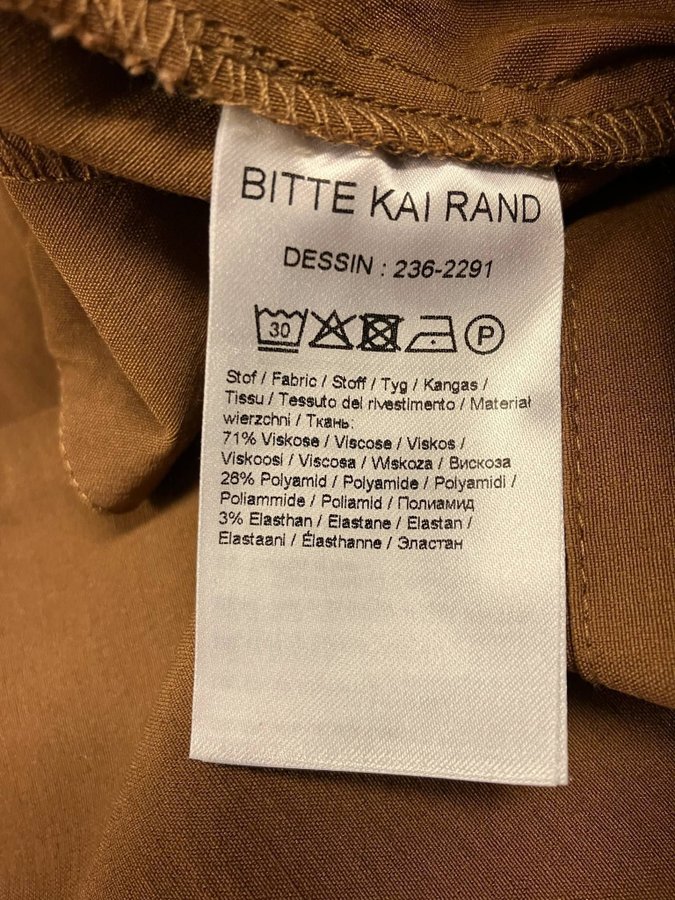 BITTE KAI RAND
DESSIN : 236-2291
30 P
Stof / Fabric / Stoff / Tyg / Kangas /
Tissu / Tessuto del rivestimento / Materiał
wierzchni / Ткань:
71% Viskose / Viscose / Viskos /
Viskoosi / Viscosa / Wiskoza / Вискоза
26% Polyamid / Polyamide / Polyamidi /
Poliammide / Poliamid / Полиамид
3% Elasthan / Elastane / Elastan /
Elastaani / Élasthanne / Эластан